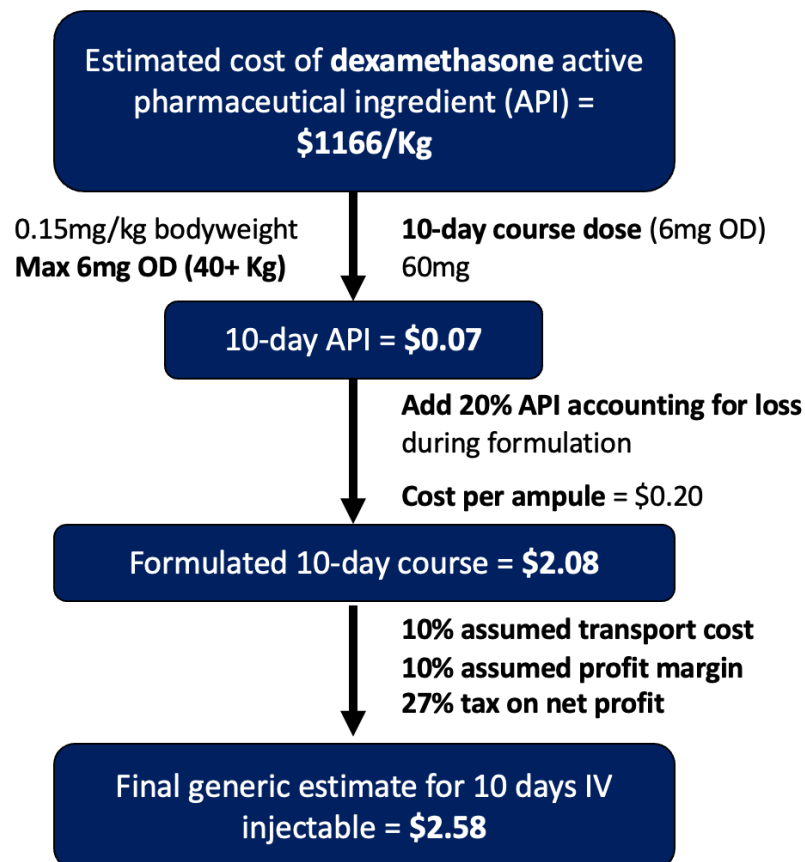 Estimated cost of dexamethasone active
pharmaceutical ingredient (API) =
$1166/Kg
0.15mg/kg bodyweight
Max 6mg OD (40+ Kg)
10-day course dose (6mg OD)
60mg
10-day API = $0.07
Add 20% API accounting for loss
during formulation
Cost per ampule = $0.20
Formulated 10-day course = $2.08
10% assumed transport cost
10% assumed profit margin
27% tax on net profit
Final generic estimate for 10 days IV
injectable = $2.58